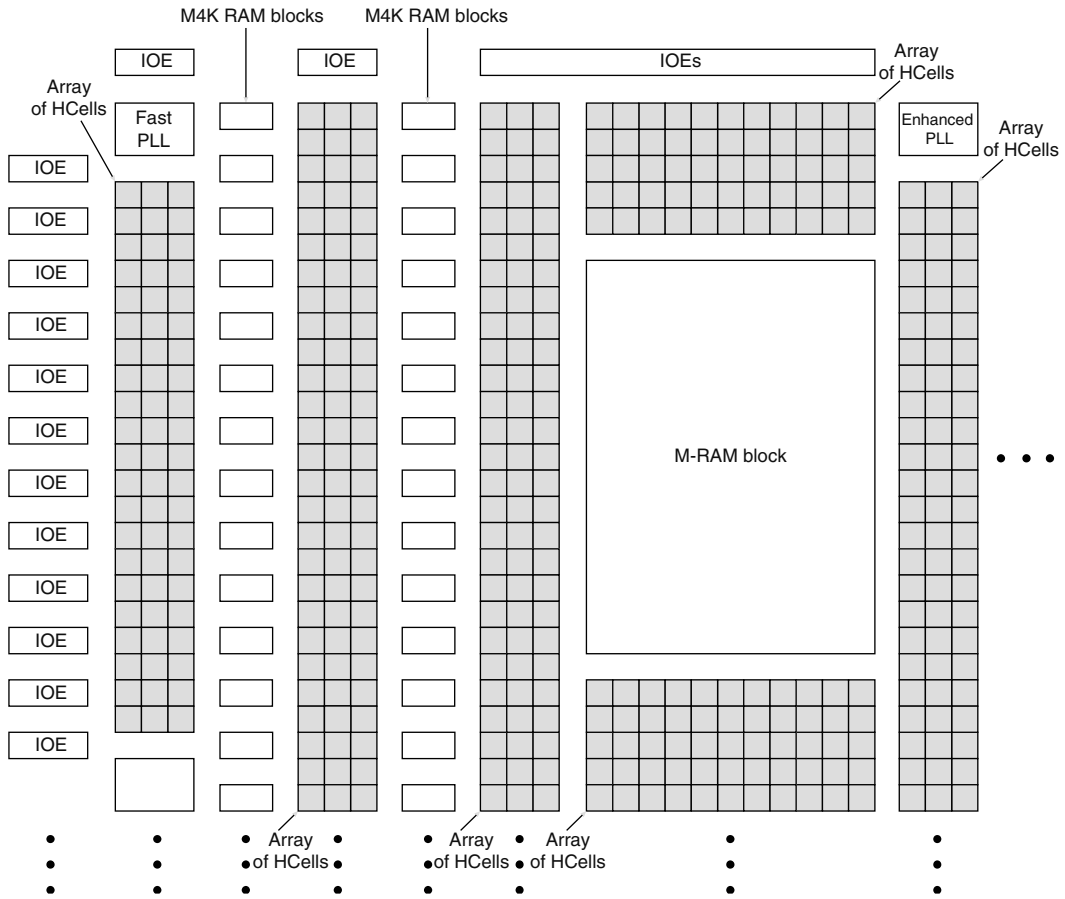 M4K RAM blocks
M4K RAM blocks
IOE
IOE
IOEs
Array
of HCells
Array
of HCells
Fast
PLL
Enhanced
PLL
Array
of HCells
IOE
IOE
IOE
IOE
IOE
IOE
M-RAM block
IOE
IOE
IOE
IOE
IOE
IOE
Array
of HCells
Array
of HCells
Array
of HCells